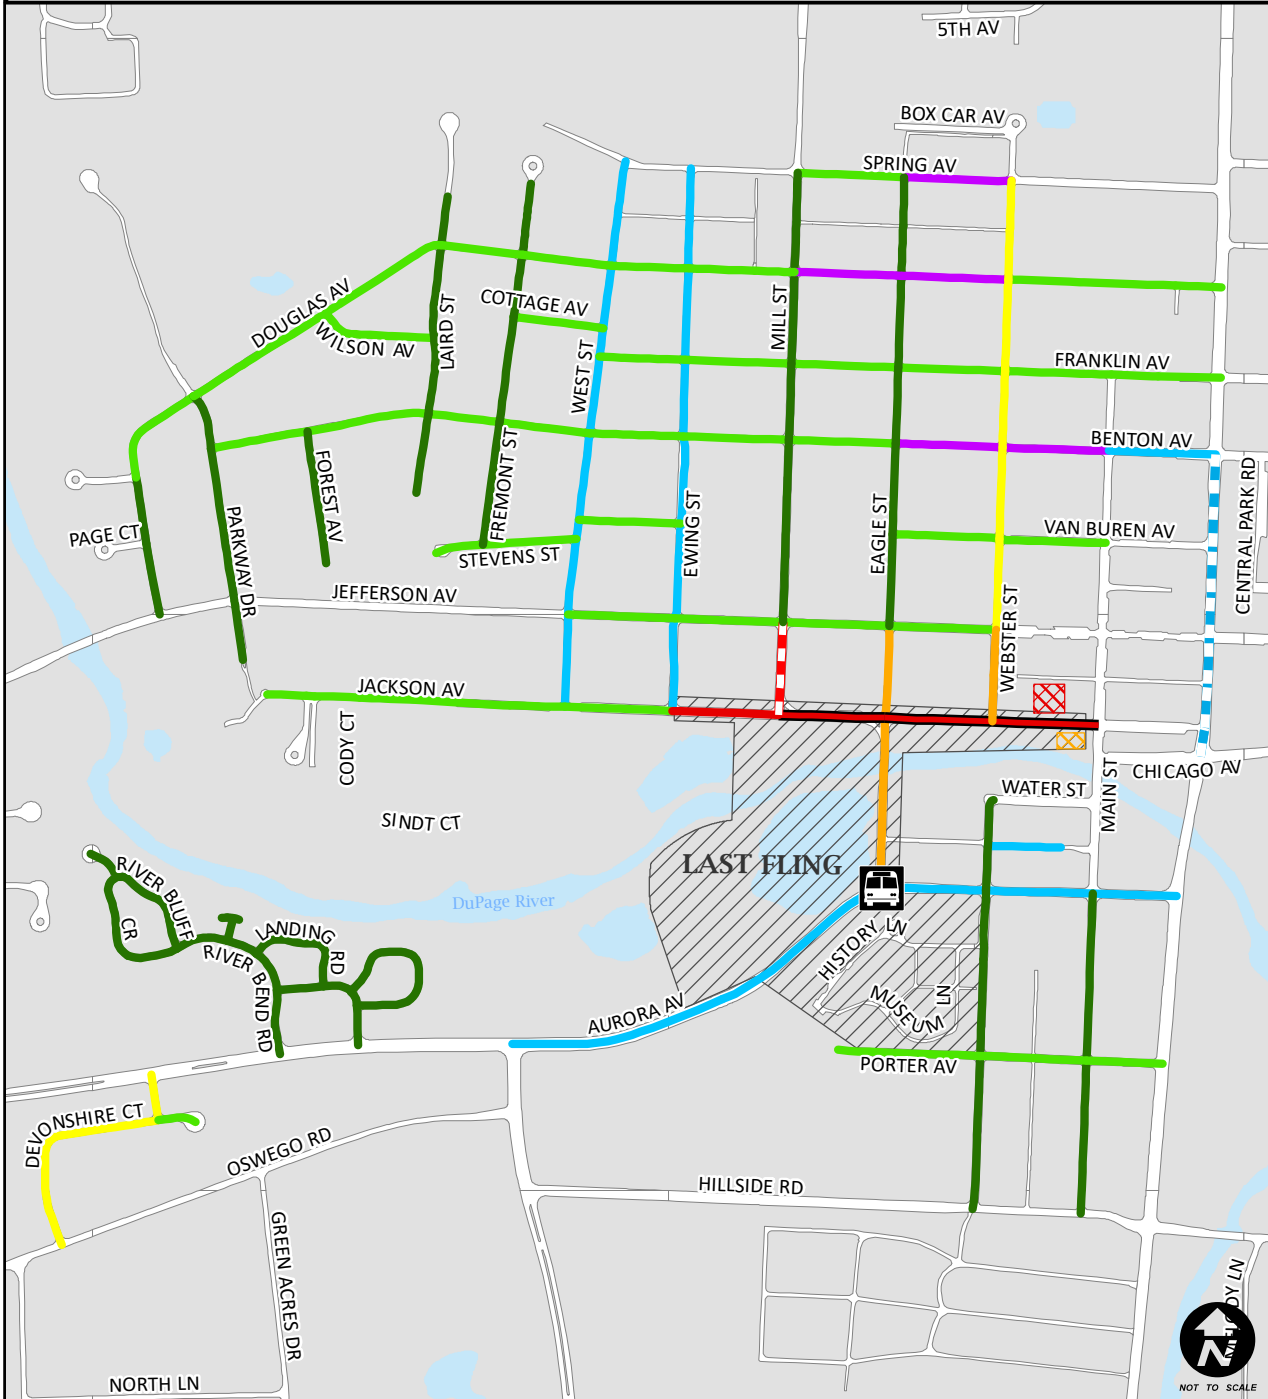 5TH AV
BOX CAR AV
SPRING AV
DOUGLAS AV
COTTAGE AV
WILSON AV
LAIRD ST
WEST ST
MILL ST
FRANKLIN AV
BENTON AV
FOREST AV
FREMONT ST
EWING ST
EAGLE ST
CENTRAL PARK RD
PAGE CT
PARKWAY DR
STEVENS ST
VAN BUREN AV
JEFFERSON AV
WEBSTER ST
JACKSON AV
CODY CT
MAIN ST
CHICAGO AV
WATER ST
SINDT CT
LAST FLING
DuPage River
RIVER BLUFF
CR
LANDING
RD
RIVER BEND RD
HISTORY LN
MUSEUM
LN
AURORA AV
PORTER AV
DEVONSHIRE CT
OSWEGO RD
HILLSIDE RD
GREEN ACRES DR
MELODY LN
NORTH LN
N
NOT TO SCALE